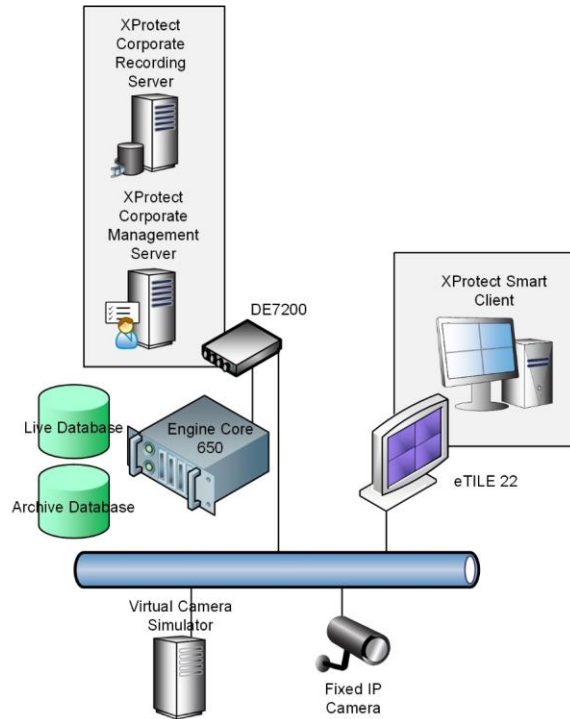 XProtect
Corporate
Recording
Server
XProtect
Corporate
Management
Server
DE7200
XProtect Smart
Client
Live Database
Engine Core
650
Archive Database
eTILE 22
Virtual Camera
Simulator
Fixed IP
Camera